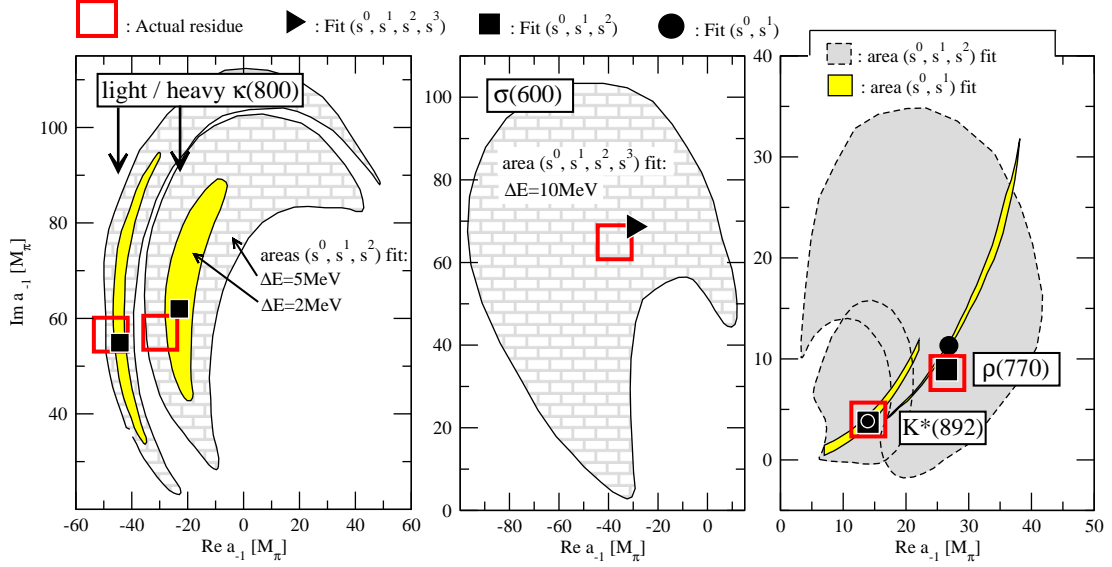 : Actual residue
: Fit (s⁰, s¹, s², s³)
: Fit (s⁰, s¹, s²)
: Fit (s⁰, s¹)
light / heavy κ(800)
areas (s⁰, s¹, s²) fit:
ΔE=5MeV
ΔE=2MeV
Im a₋₁ [M_π]
40
60
80
100
-60
-40
-20
0
20
40
60
Re a₋₁ [M_π]
σ(600)
area (s⁰, s¹, s², s³) fit:
ΔE=10MeV
0
20
40
60
80
100
-100
-80
-60
-40
-20
0
Re a₋₁ [M_π]
: area (s⁰, s¹, s²) fit
: area (s⁰, s¹) fit
ρ(770)
K*(892)
0
10
20
30
40
0
10
20
30
40
50
Re a₋₁ [M_π]